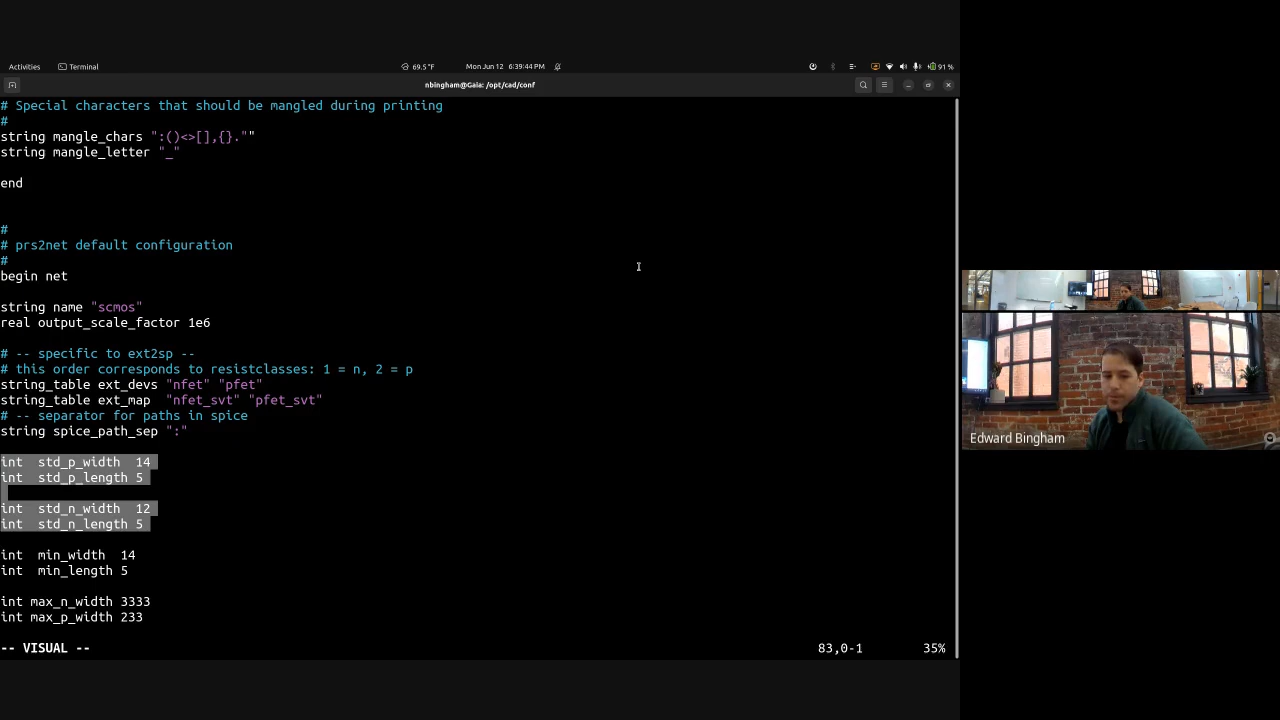 Activities
Terminal
69.5 °F
Mon Jun 12 6:39:44 PM
91 %
nbingham@Gaia: /opt/cad/conf
# Special characters that should be mangled during printing
#
string mangle_chars ":()<>[],{}.""
string mangle_letter "_"
end
#
# prs2net default configuration
#
begin net
string name "scmos"
real output_scale_factor 1e6
# -- specific to ext2sp --
# this order corresponds to resistclasses: 1 = n, 2 = p
string_table ext_devs "nfet" "pfet"
string_table ext_map  "nfet_svt" "pfet_svt"
# -- separator for paths in spice
string spice_path_sep ":"
int  std_p_width  14
int  std_p_length 5
int  std_n_width  12
int  std_n_length 5
int  min_width  14
int  min_length 5
int max_n_width 3333
int max_p_width 233
-- VISUAL --
83,0-1
35%
Edward Bingham